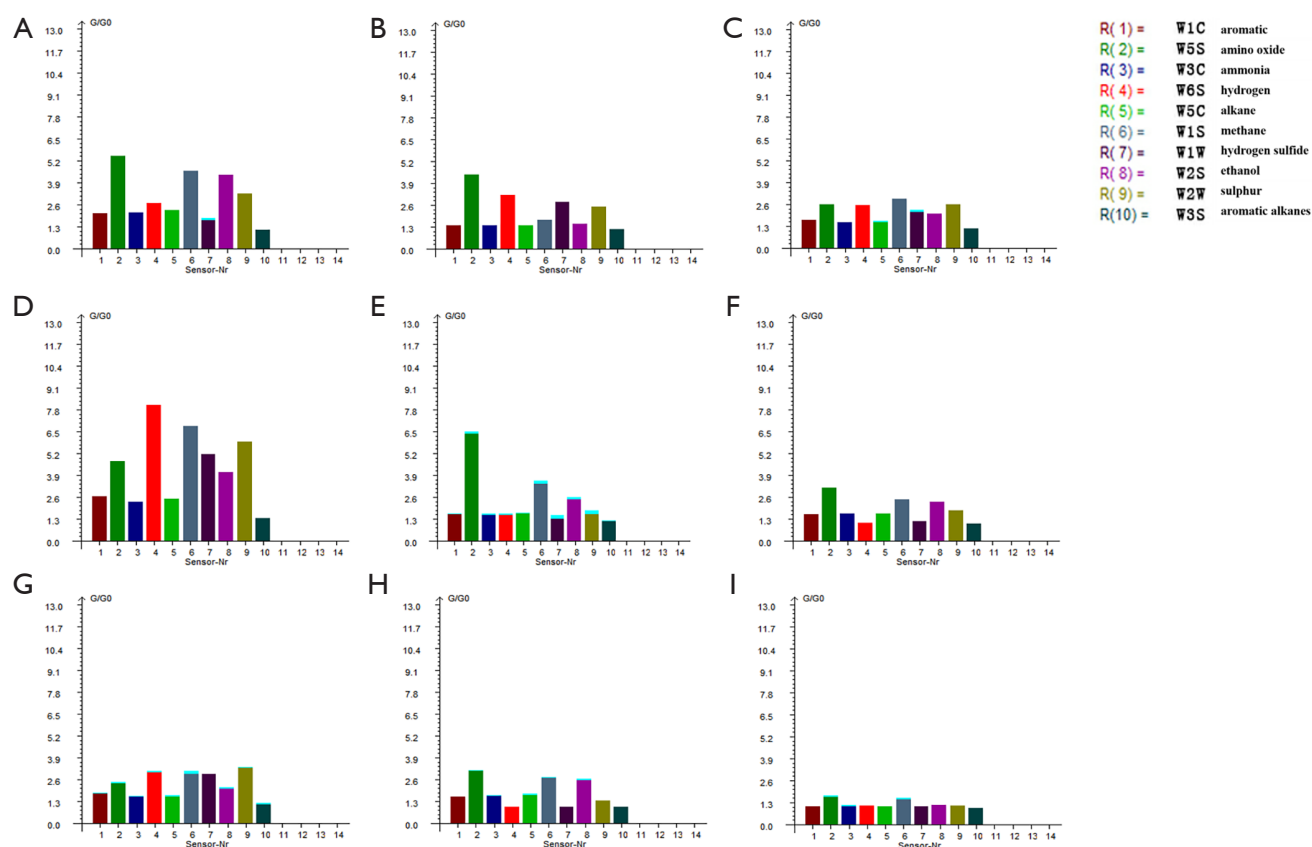 A
G/G0
13.0
11.7
10.4
9.1
7.8
6.5
5.2
3.9
2.6
1.3
0.0
1 2 3 4 5 6 7 8 9 10 11 12 13 14
Sensor-Nr
B
G/G0
13.0
11.7
10.4
9.1
7.8
6.5
5.2
3.9
2.6
1.3
0.0
1 2 3 4 5 6 7 8 9 10 11 12 13 14
Sensor-Nr
C
G/G0
13.0
11.7
10.4
9.1
7.8
6.5
5.2
3.9
2.6
1.3
0.0
1 2 3 4 5 6 7 8 9 10 11 12 13 14
Sensor-Nr
R( 1) = W1C aromatic
R( 2) = W5S amino oxide
R( 3) = W3C ammonia
R( 4) = W6S hydrogen
R( 5) = W5C alkane
R( 6) = W1S methane
R( 7) = W1W hydrogen sulfide
R( 8) = W2S ethanol
R( 9) = W2W sulphur
R(10) = W3S aromatic alkanes
D
G/G0
13.0
11.7
10.4
9.1
7.8
6.5
5.2
3.9
2.6
1.3
0.0
1 2 3 4 5 6 7 8 9 10 11 12 13 14
Sensor-Nr
E
G/G0
13.0
11.7
10.4
9.1
7.8
6.5
5.2
3.9
2.6
1.3
0.0
1 2 3 4 5 6 7 8 9 10 11 12 13 14
Sensor-Nr
F
G/G0
13.0
11.7
10.4
9.1
7.8
6.5
5.2
3.9
2.6
1.3
0.0
1 2 3 4 5 6 7 8 9 10 11 12 13 14
Sensor-Nr
G
G/G0
13.0
11.7
10.4
9.1
7.8
6.5
5.2
3.9
2.6
1.3
0.0
1 2 3 4 5 6 7 8 9 10 11 12 13 14
Sensor-Nr
H
G/G0
13.0
11.7
10.4
9.1
7.8
6.5
5.2
3.9
2.6
1.3
0.0
1 2 3 4 5 6 7 8 9 10 11 12 13 14
Sensor-Nr
I
G/G0
13.0
11.7
10.4
9.1
7.8
6.5
5.2
3.9
2.6
1.3
0.0
1 2 3 4 5 6 7 8 9 10 11 12 13 14
Sensor-Nr